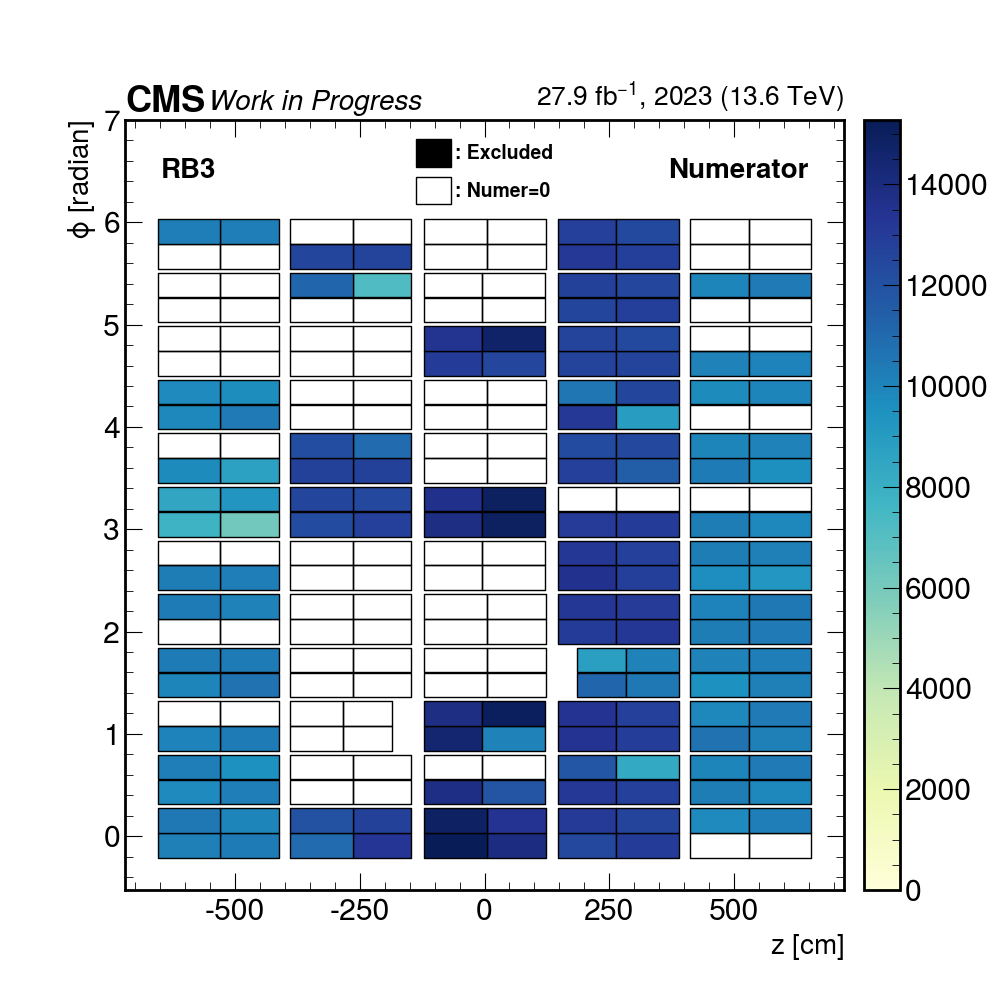 CMS Work in Progress 27.9 fb⁻¹, 2023 (13.6 TeV)
RB3 : Excluded Numerator
: Numer=0
ϕ [radian]
7
6
5
4
3
2
1
0
-500 -250 0 250 500
z [cm]
14000
12000
10000
8000
6000
4000
2000
0